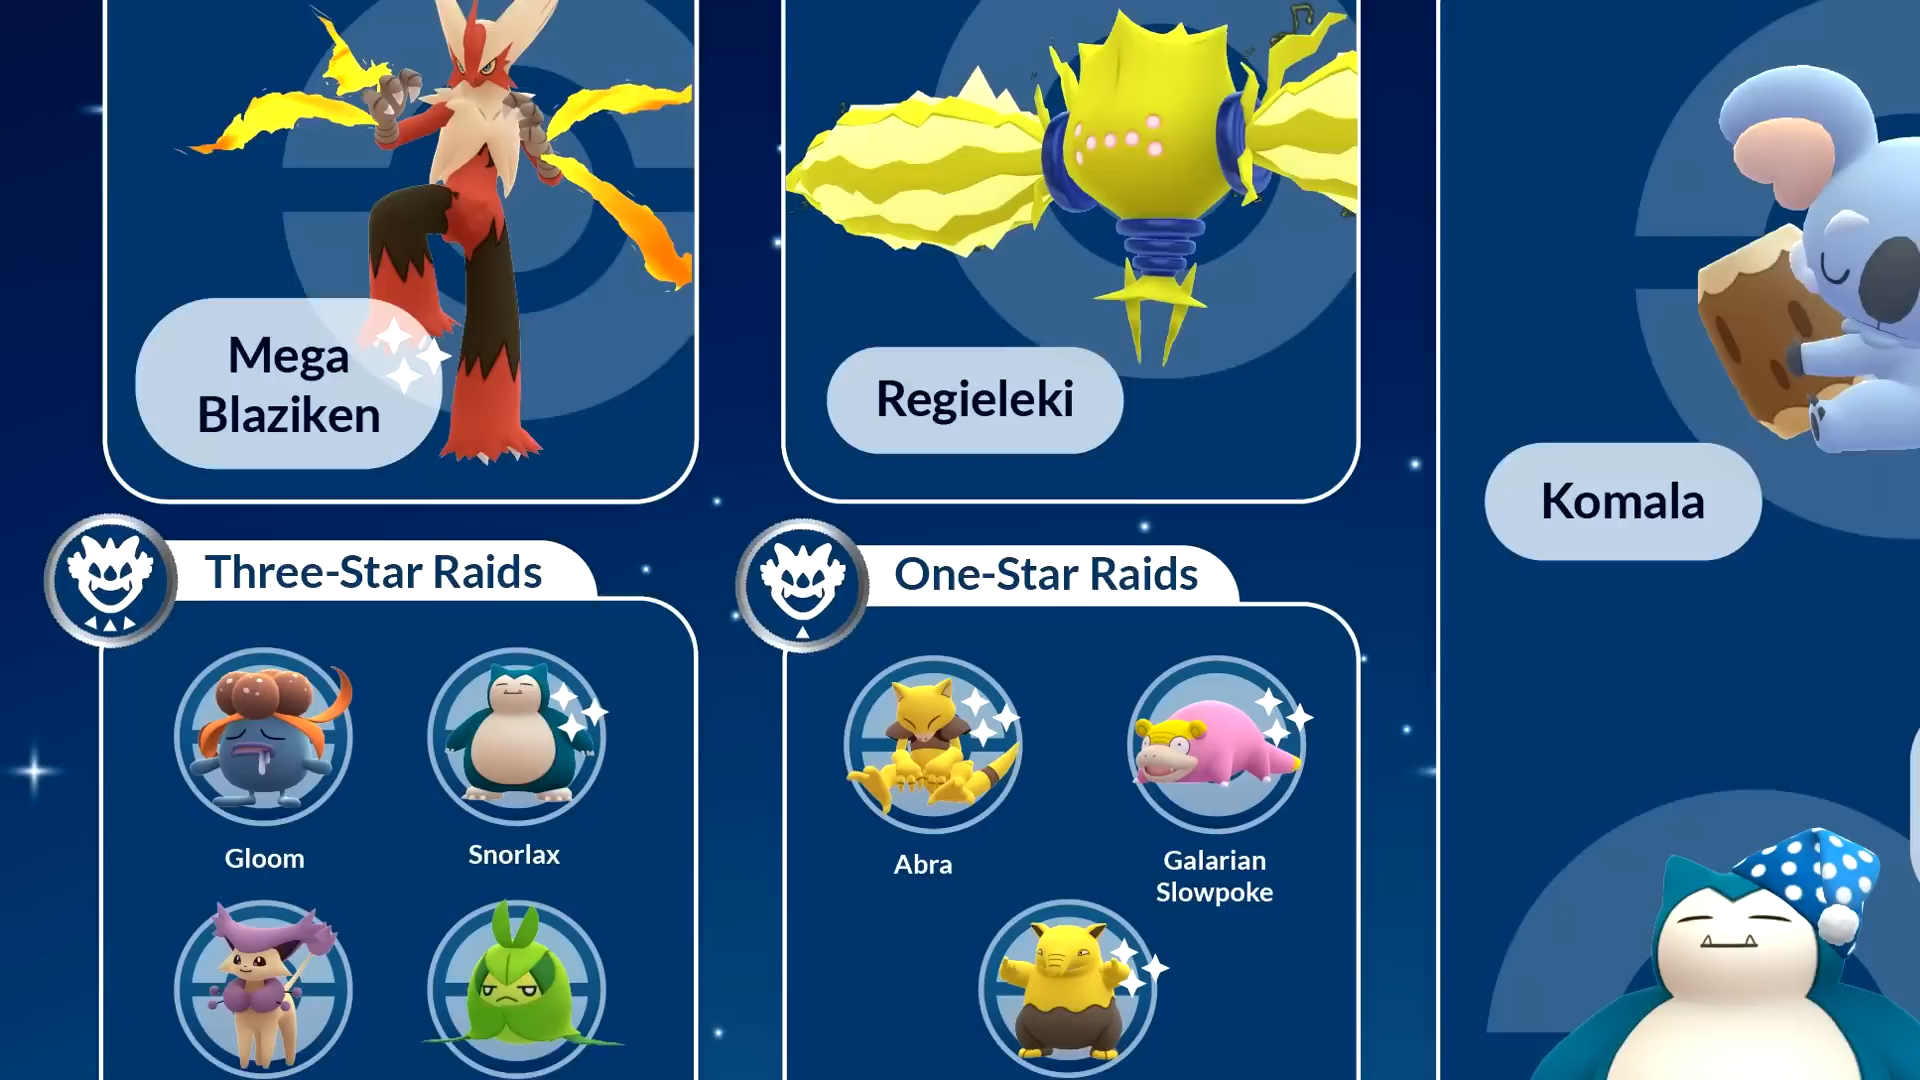 Mega
Blaziken
Regieleki
Komala
Three-Star Raids
One-Star Raids
Gloom
Snorlax
Abra
Galarian
Slowpoke